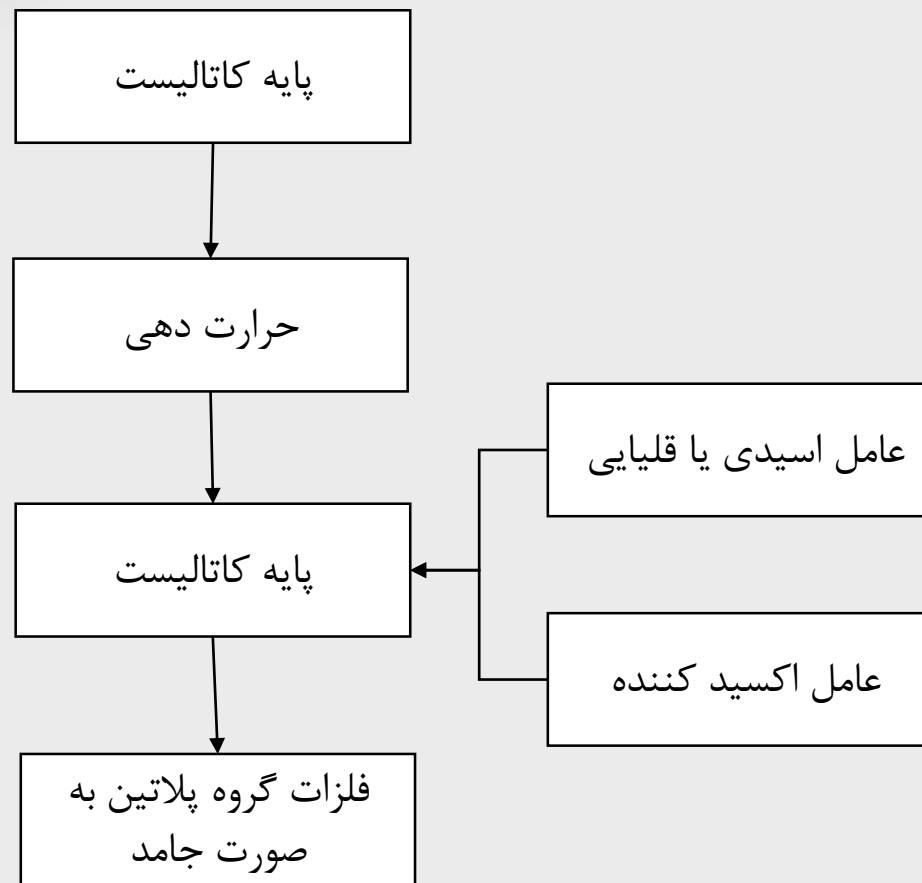 پایه کاتالیست
حرارت دهی
عامل اسیدی یا قلیایی
پایه کاتالیست
عامل اکسید کننده
فلزات گروه پلاتین به
صورت جامد